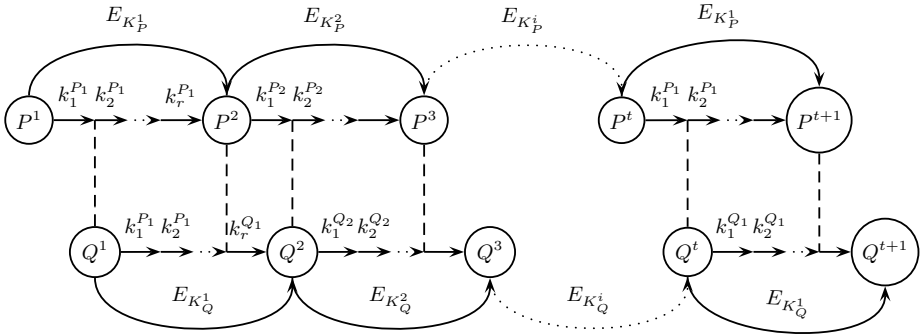 E_{K_P^1} E_{K_P^2} E_{K_P^i} E_{K_P^1}
k_1^{P_1} k_2^{P_1} k_r^{P_1} k_1^{P_2} k_2^{P_2} k_1^{P_1} k_2^{P_1}
P^1 P^2 P^3 P^t P^{t+1}
k_1^{P_1} k_2^{P_1} k_r^{Q_1} k_1^{Q_2} k_2^{Q_2} k_1^{Q_1} k_2^{Q_1}
Q^1 Q^2 Q^3 Q^t Q^{t+1}
E_{K_Q^1} E_{K_Q^2} E_{K_Q^i} E_{K_Q^1}